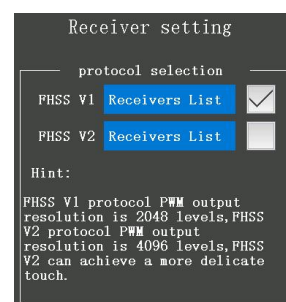 Receiver setting
protocol selection
FHSS V1 Receivers List
FHSS V2 Receivers List
Hint:
FHSS V1 protocol PWM output
resolution is 2048 levels,FHSS
V2 protocol PWM output
resolution is 4096 levels,FHSS
V2 can achieve a more delicate
touch.